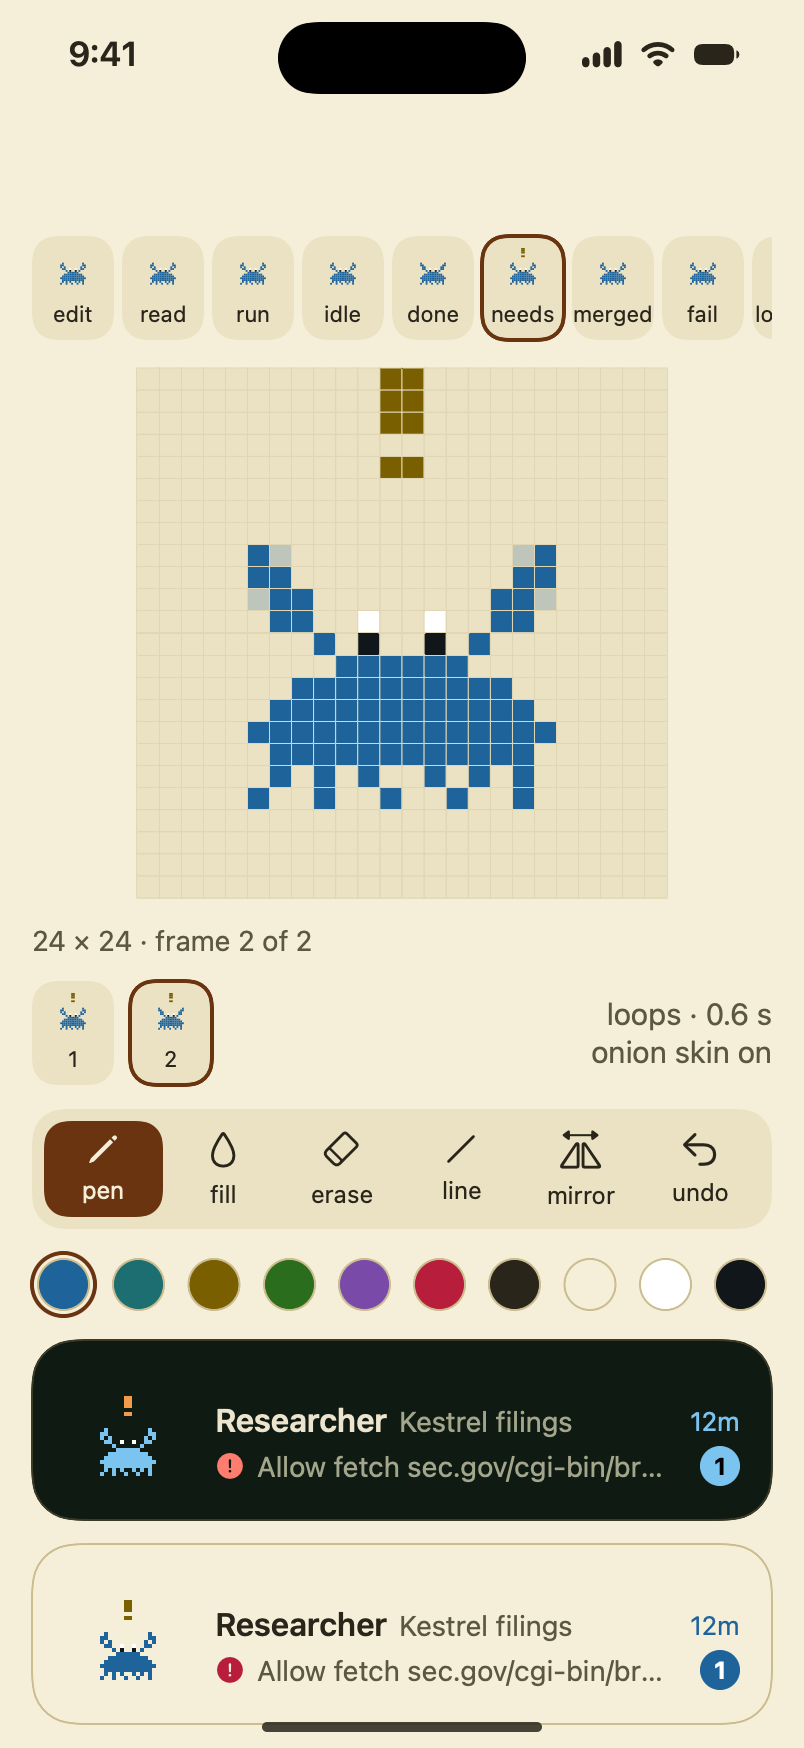 9:41
edit read run idle done needs merged fail lo
24 × 24 · frame 2 of 2
1 2
loops · 0.6 s
onion skin on
pen fill erase line mirror undo
Researcher Kestrel filings 12m
Allow fetch sec.gov/cgi-bin/br... 1
Researcher Kestrel filings 12m
Allow fetch sec.gov/cgi-bin/br... 1